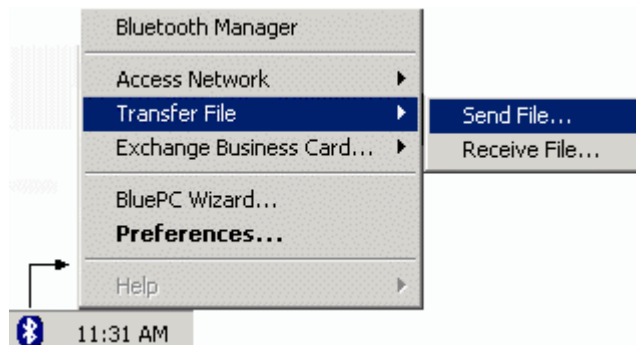 Bluetooth Manager
Access Network
Transfer File
Send File...
Exchange Business Card...
Receive File...
BluePC Wizard...
Preferences...
Help
11:31 AM